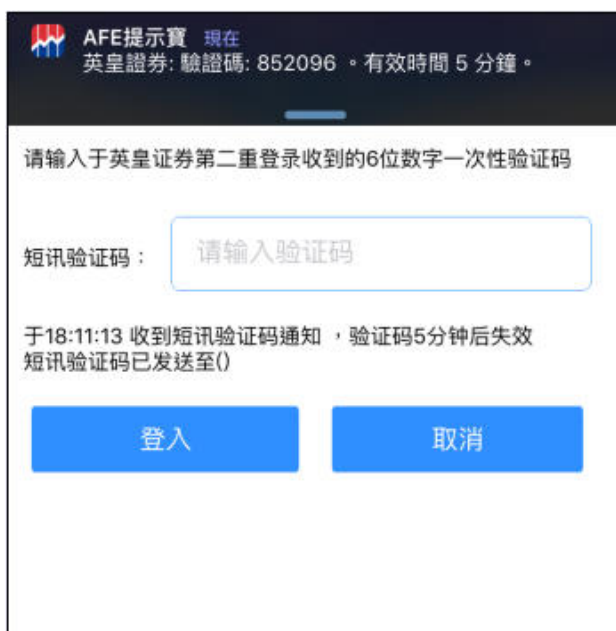 AFE提示寶 現在
英皇證券: 驗證碼: 852096 。有效時間 5 分鐘。
请输入于英皇证券第二重登录收到的6位数字一次性验证码
短讯验证码： 请输入验证码
于18:11:13 收到短讯验证码通知 ，验证码5分钟后失效
短讯验证码已发送至()
登入 取消